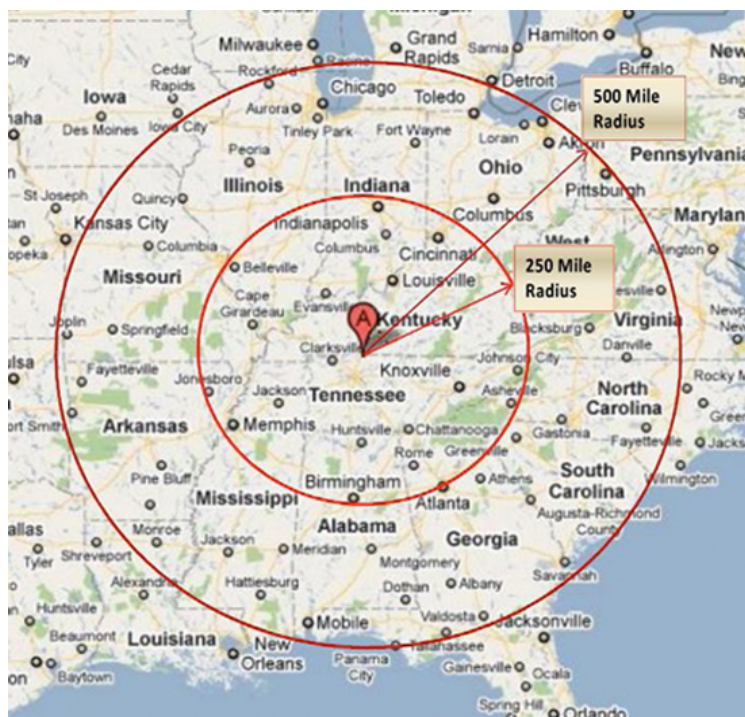 Milwaukee
Grand
Rapids
Sarnia
Hamilton
Buffalo
New
Bing
Cedar
Rapids
Rockford
Racine
Detroit
Iowa
Aurora
Chicago
Toledo
500 Mile
Radius
Des Moines
Iowa City
Tinley Park
Fort Wayne
Lorain
Akron
Peoria
Ohio
Pennsylvania
Pittsburgh
St Joseph
Quincy
Illinois
Indiana
Kansas City
Indianapolis
Columbus
Maryland
Columbia
Columbus
Cincinnati
West
Arlington
Belleville
250 Mile
Radius
Missouri
Louisville
Cape
Girardeau
Evansville
A
Kentucky
Joplin
Springfield
Blacksburg
Virginia
Clarksville
Johnson City
Danville
Fayetteville
Knoxville
Jonesboro
Jackson
Tennessee
Asheville
North
Carolina
Rocky M
Arkansas
Memphis
Huntsville
Chattanooga
Greenville
Gastonia
Fayetteville
Rome
Pine Bluff
Birmingham
Athens
South
Carolina
Wilmington
Mississippi
Atlanta
Alabama
Augusta-Richmond
County
Monroe
Jackson
Meridian
Georgia
Tyler
Shreveport
Montgomery
Savannah
Alexandria
Hattiesburg
Dothan
Albany
Huntsville
Mobile
Valdosta
Jacksonville
Beaumont
Louisiana
New
Orleans
Panama
City
Tallahassee
Gainesville
Baytown
Ocala
Spring Hill
Orlando